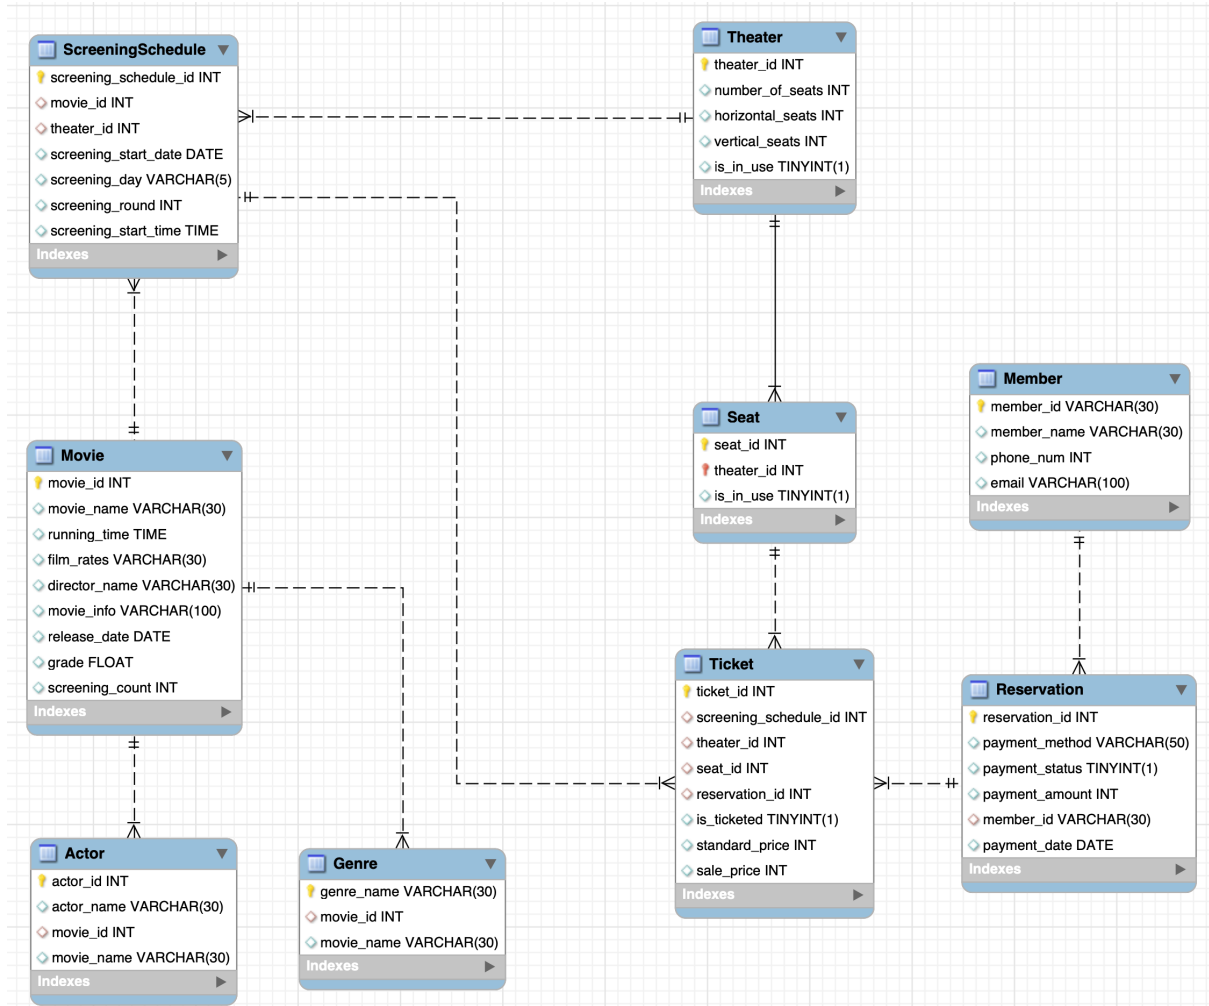 ScreeningSchedule
screening_schedule_id INT
movie_id INT
theater_id INT
screening_start_date DATE
screening_day VARCHAR(5)
screening_round INT
screening_start_time TIME
Indexes
Theater
theater_id INT
number_of_seats INT
horizontal_seats INT
vertical_seats INT
is_in_use TINYINT(1)
Indexes
Movie
movie_id INT
movie_name VARCHAR(30)
running_time TIME
film_rates VARCHAR(30)
director_name VARCHAR(30)
movie_info VARCHAR(100)
release_date DATE
grade FLOAT
screening_count INT
Indexes
Seat
seat_id INT
theater_id INT
is_in_use TINYINT(1)
Indexes
Member
member_id VARCHAR(30)
member_name VARCHAR(30)
phone_num INT
email VARCHAR(100)
Indexes
Actor
actor_id INT
actor_name VARCHAR(30)
movie_id INT
movie_name VARCHAR(30)
Indexes
Genre
genre_name VARCHAR(30)
movie_id INT
movie_name VARCHAR(30)
Indexes
Ticket
ticket_id INT
screening_schedule_id INT
theater_id INT
seat_id INT
reservation_id INT
is_ticketed TINYINT(1)
standard_price INT
sale_price INT
Indexes
Reservation
reservation_id INT
payment_method VARCHAR(50)
payment_status TINYINT(1)
payment_amount INT
member_id VARCHAR(30)
payment_date DATE
Indexes